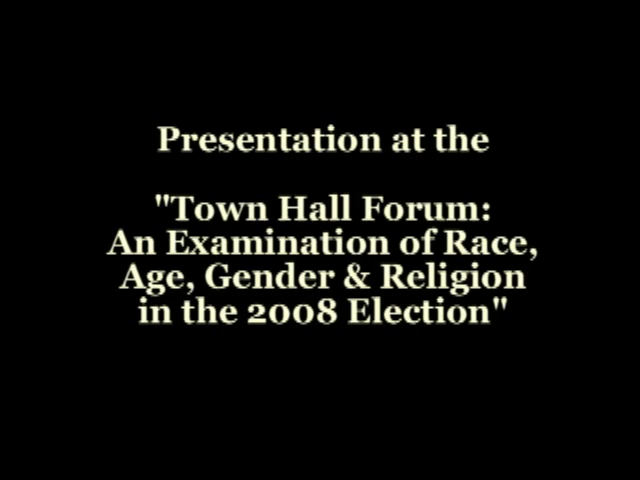 Presentation at the
"Town Hall Forum:
An Examination of Race,
Age, Gender & Religion
in the 2008 Election"